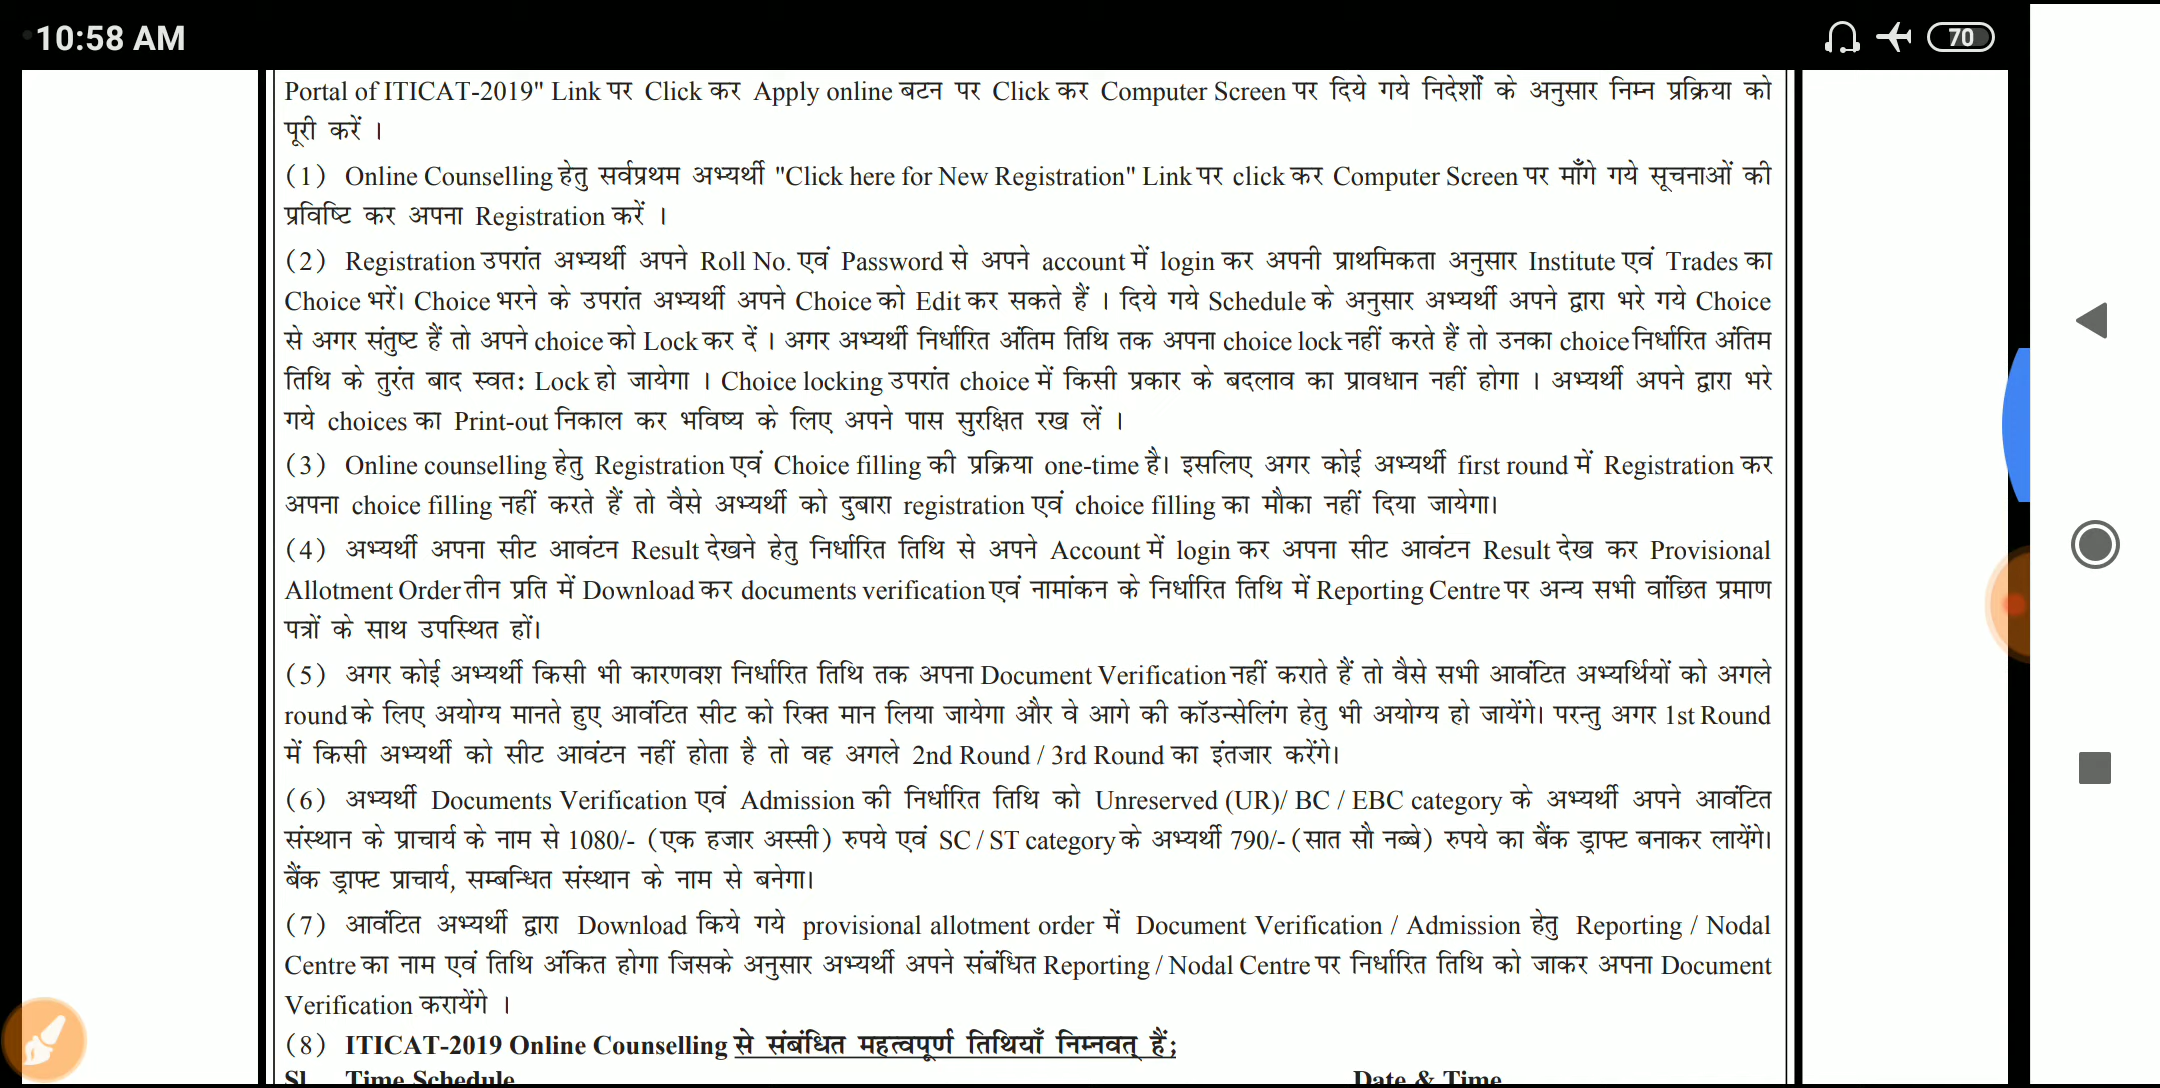 10:58 AM
70
Portal of ITICAT-2019" Link पर Click कर Apply online बटन पर Click कर Computer Screen पर दिये गये निदेर्शों के अनुसार निम्न प्रक्रिया को
पूरी करें ।
(1) Online Counselling हेतु सर्वप्रथम अभ्यर्थी "Click here for New Registration" Link पर click कर Computer Screen पर माँगे गये सूचनाओं की
प्रविष्टि कर अपना Registration करें ।
(2) Registration उपरांत अभ्यर्थी अपने Roll No. एवं Password से अपने account में login कर अपनी प्राथमिकता अनुसार Institute एवं Trades का
Choice भरें। Choice भरने के उपरांत अभ्यर्थी अपने Choice को Edit कर सकते हैं । दिये गये Schedule के अनुसार अभ्यर्थी अपने द्वारा भरे गये Choice
से अगर संतुष्ट हैं तो अपने choice को Lock कर दें । अगर अभ्यर्थी निर्धारित अंतिम तिथि तक अपना choice lock नहीं करते हैं तो उनका choice निर्धारित अंतिम
तिथि के तुरंत बाद स्वत: Lock हो जायेगा । Choice locking उपरांत choice में किसी प्रकार के बदलाव का प्रावधान नहीं होगा । अभ्यर्थी अपने द्वारा भरे
गये choices का Print-out निकाल कर भविष्य के लिए अपने पास सुरक्षित रख लें ।
(3) Online counselling हेतु Registration एवं Choice filling की प्रक्रिया one-time है। इसलिए अगर कोई अभ्यर्थी first round में Registration कर
अपना choice filling नहीं करते हैं तो वैसे अभ्यर्थी को दुबारा registration एवं choice filling का मौका नहीं दिया जायेगा।
(4) अभ्यर्थी अपना सीट आवंटन Result देखने हेतु निर्धारित तिथि से अपने Account में login कर अपना सीट आवंटन Result देख कर Provisional
Allotment Order तीन प्रति में Download कर documents verification एवं नामांकन के निर्धारित तिथि में Reporting Centre पर अन्य सभी वांछित प्रमाण
पत्रों के साथ उपस्थित हों।
(5) अगर कोई अभ्यर्थी किसी भी कारणवश निर्धारित तिथि तक अपना Document Verification नहीं कराते हैं तो वैसे सभी आवंटित अभ्यर्थियों को अगले
round के लिए अयोग्य मानते हुए आवंटित सीट को रिक्त मान लिया जायेगा और वे आगे की कॉउन्सेलिंग हेतु भी अयोग्य हो जायेंगे। परन्तु अगर 1st Round
में किसी अभ्यर्थी को सीट आवंटन नहीं होता है तो वह अगले 2nd Round / 3rd Round का इंतजार करेंगे।
(6) अभ्यर्थी Documents Verification एवं Admission की निर्धारित तिथि को Unreserved (UR)/ BC / EBC category के अभ्यर्थी अपने आवंटित
संस्थान के प्राचार्य के नाम से 1080/- (एक हजार अस्सी) रुपये एवं SC / ST category के अभ्यर्थी 790/- (सात सौ नब्बे) रुपये का बैंक ड्राफ्ट बनाकर लायेंगे।
बैंक ड्राफ्ट प्राचार्य, सम्बन्धित संस्थान के नाम से बनेगा।
(7) आवंटित अभ्यर्थी द्वारा Download किये गये provisional allotment order में Document Verification / Admission हेतु Reporting / Nodal
Centre का नाम एवं तिथि अंकित होगा जिसके अनुसार अभ्यर्थी अपने संबंधित Reporting / Nodal Centre पर निर्धारित तिथि को जाकर अपना Document
Verification करायेंगे ।
(8) ITICAT-2019 Online Counselling से संबंधित महत्वपूर्ण तिथियाँ निम्नवत् हैं;
Sl Time Schedule Date & Time